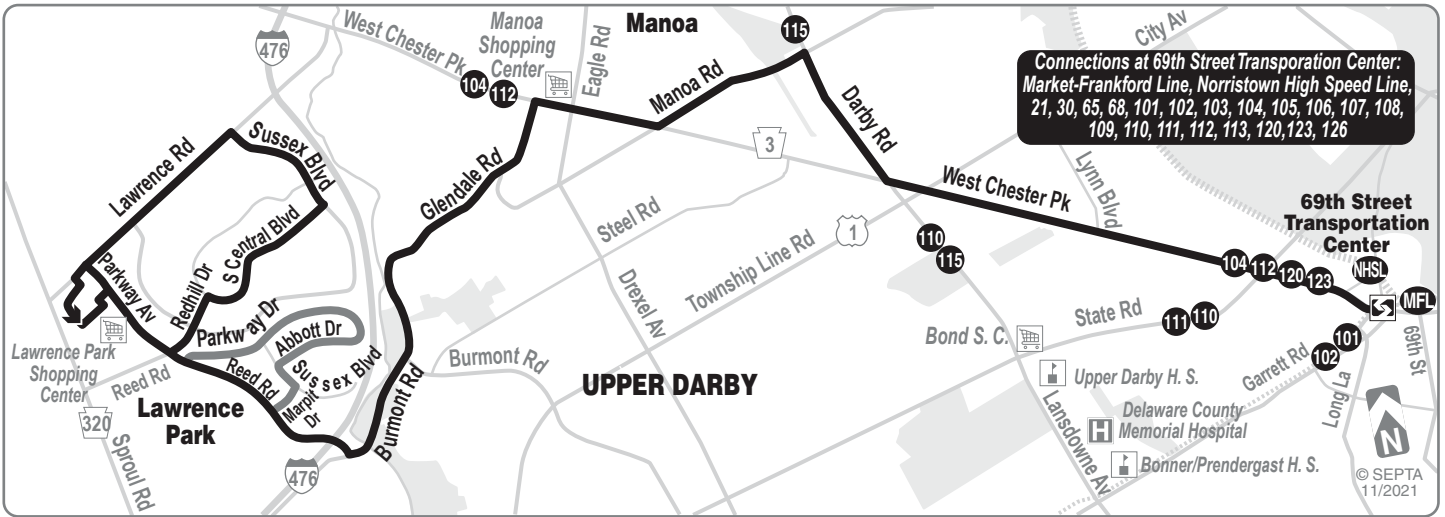 Connections at 69th Street Transporation Center:
Market-Frankford Line, Norristown High Speed Line,
21, 30, 65, 68, 101, 102, 103, 104, 105, 106, 107, 108,
109, 110, 111, 112, 113, 120,123, 126
476
West Chester Pk
Manoa
Shopping
Center
Eagle Rd
Manoa
115
City Av
104
112
Manoa Rd
Darby Rd
3
Lawrence Rd
Sussex Blvd
Glendale Rd
West Chester Pk
Lynn Blvd
69th Street
Transportation
Center
Steel Rd
1
Township Line Rd
110
115
104
112
120
123
NHSL
MFL
S Central Blvd
Redhill Dr
Parkway Av
Parkw ay Dr
Abbott Dr
Sussex Blvd
Reed Rd
Marpit
Dr
Burmont Rd
Burmont Rd
Drexel Av
State Rd
111
110
Bond S. C.
101
102
69th St
Garrett Rd
Long La
Lawrence Park
Shopping
Center
Reed Rd
320
Sproul Rd
Lawrence
Park
476
UPPER DARBY
Upper Darby H. S.
H
Delaware County
Memorial Hospital
Bonner/Prendergast H. S.
Lansdowne Av
N
© SEPTA
11/2021